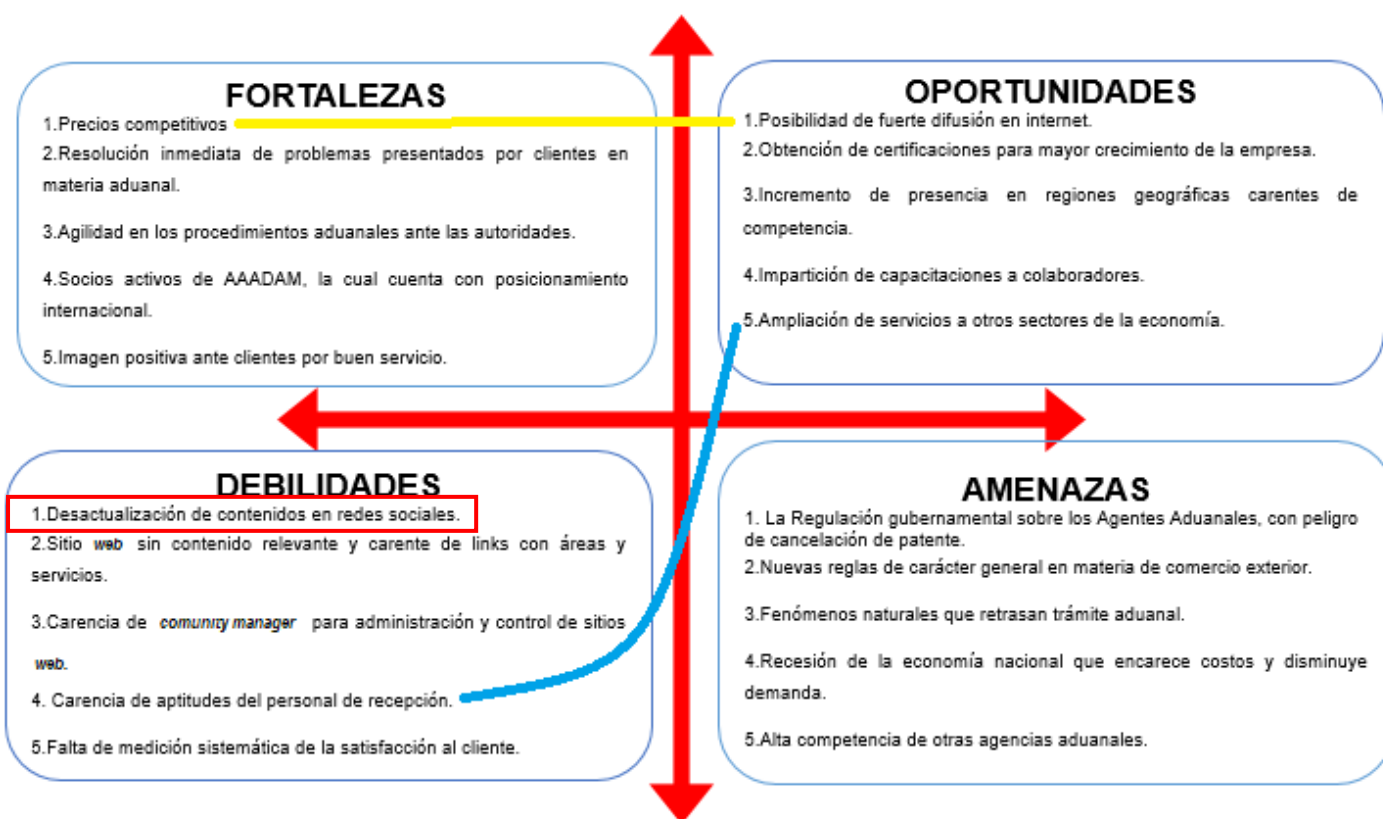 FORTALEZAS
1.Precios competitivos
2.Resolución inmediata de problemas presentados por clientes en
materia aduanal.
3.Agilidad en los procedimientos aduanales ante las autoridades.
4.Socios activos de AAADAM, la cual cuenta con posicionamiento
internacional.
5.Imagen positiva ante clientes por buen servicio.
OPORTUNIDADES
1.Posibilidad de fuerte difusión en internet.
2.Obtención de certificaciones para mayor crecimiento de la empresa.
3.Incremento de presencia en regiones geográficas carentes de
competencia.
4.Impartición de capacitaciones a colaboradores.
5.Ampliación de servicios a otros sectores de la economía.
DEBILIDADES
1.Desactualización de contenidos en redes sociales.
2.Sitio web sin contenido relevante y carente de links con áreas y
servicios.
3.Carencia de comunity manager para administración y control de sitios
web.
4. Carencia de aptitudes del personal de recepción.
5.Falta de medición sistemática de la satisfacción al cliente.
AMENAZAS
1. La Regulación gubernamental sobre los Agentes Aduanales, con peligro
de cancelación de patente.
2.Nuevas reglas de carácter general en materia de comercio exterior.
3.Fenómenos naturales que retrasan trámite aduanal.
4.Recesión de la economía nacional que encarece costos y disminuye
demanda.
5.Alta competencia de otras agencias aduanales.